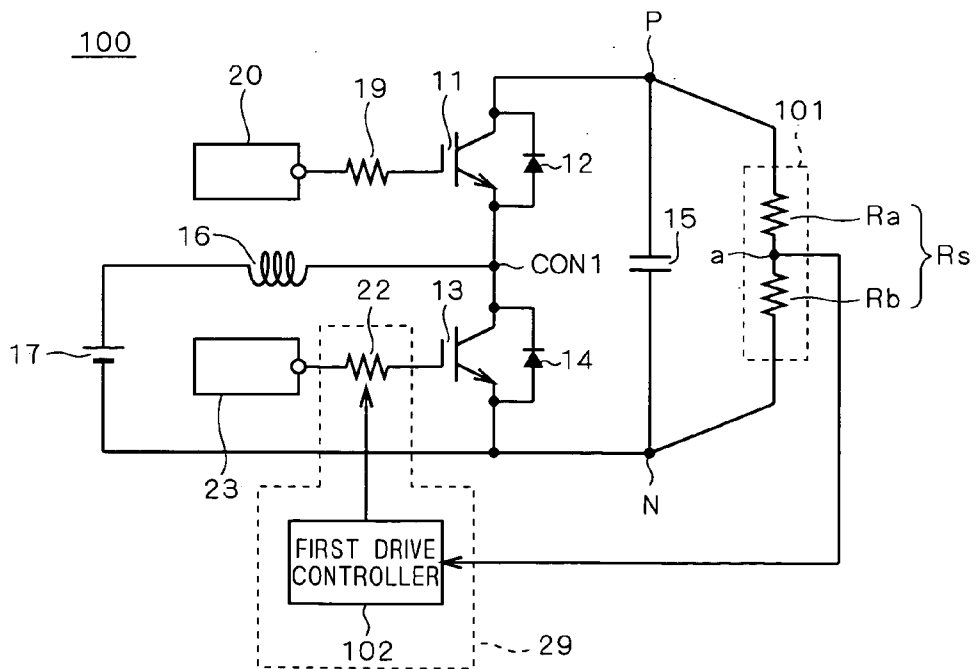 100
P
20
19
11
101
12
16
15
Ra
CON1
a
Rs
22
13
Rb
17
14
23
N
FIRST DRIVE
CONTROLLER
102
29